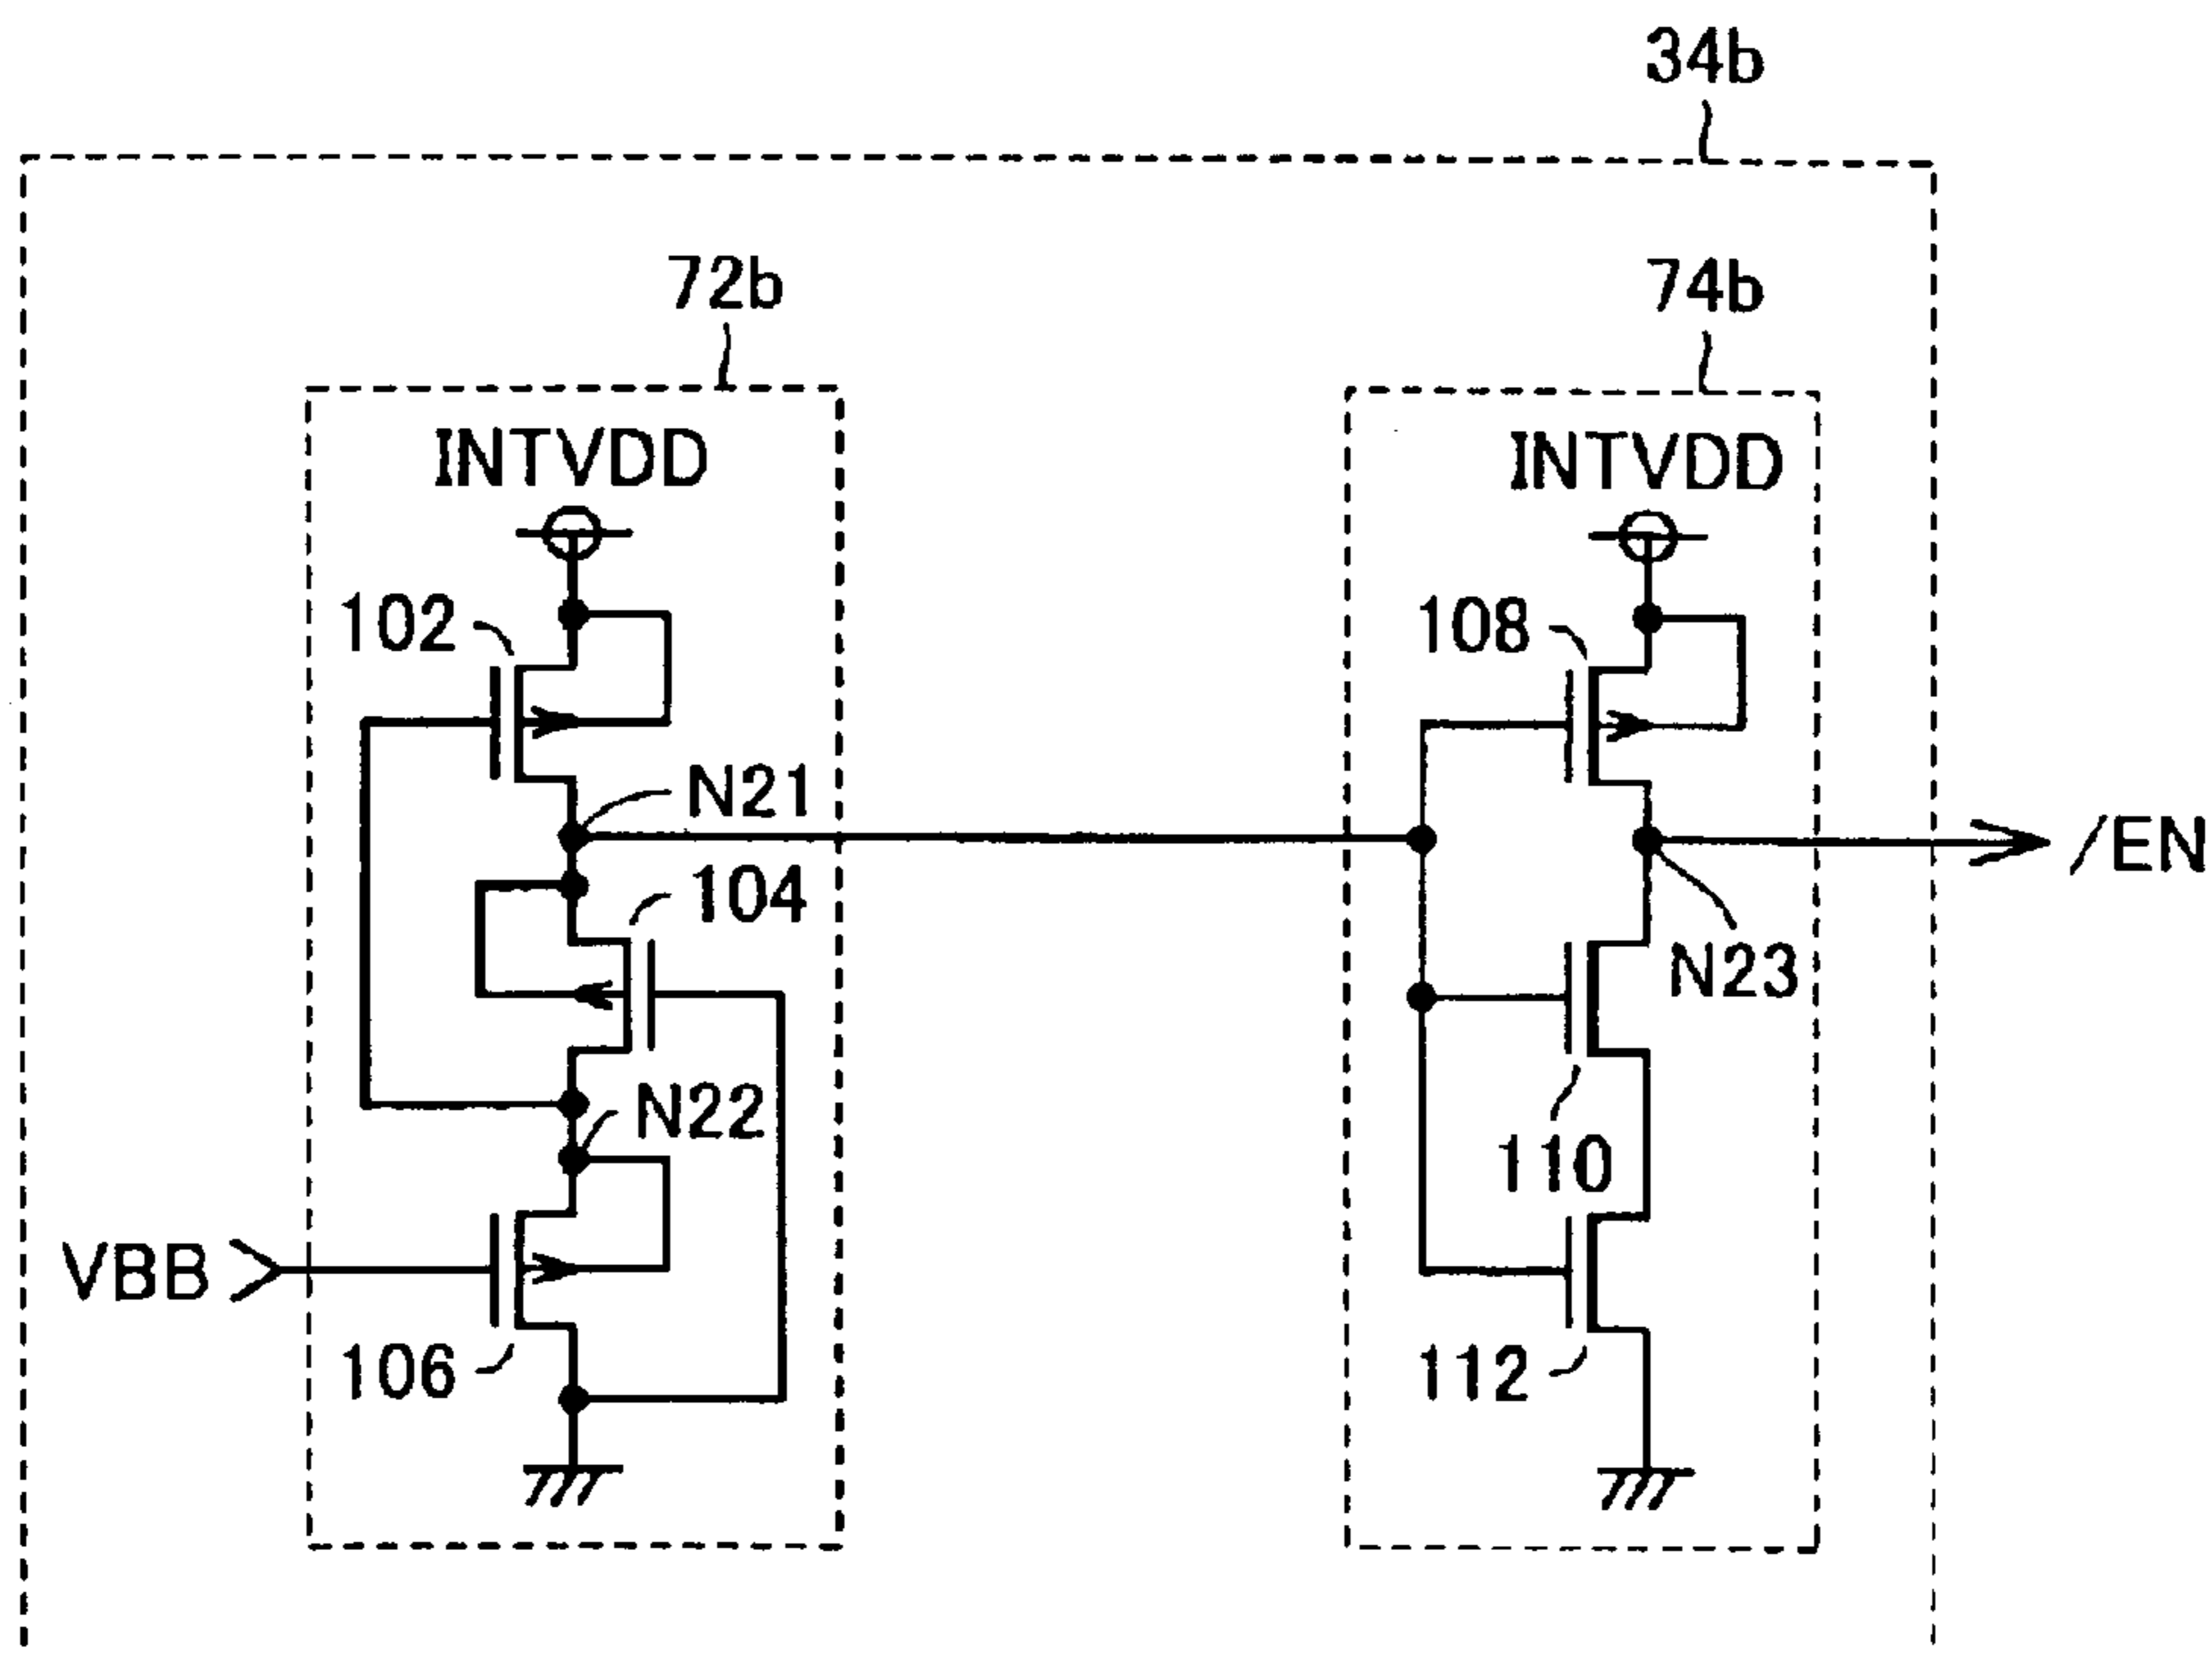 34b
72b
74b
INTVDD
INTVDD
102
108
N21
/EN
104
N23
N22
110
VBB
106
112